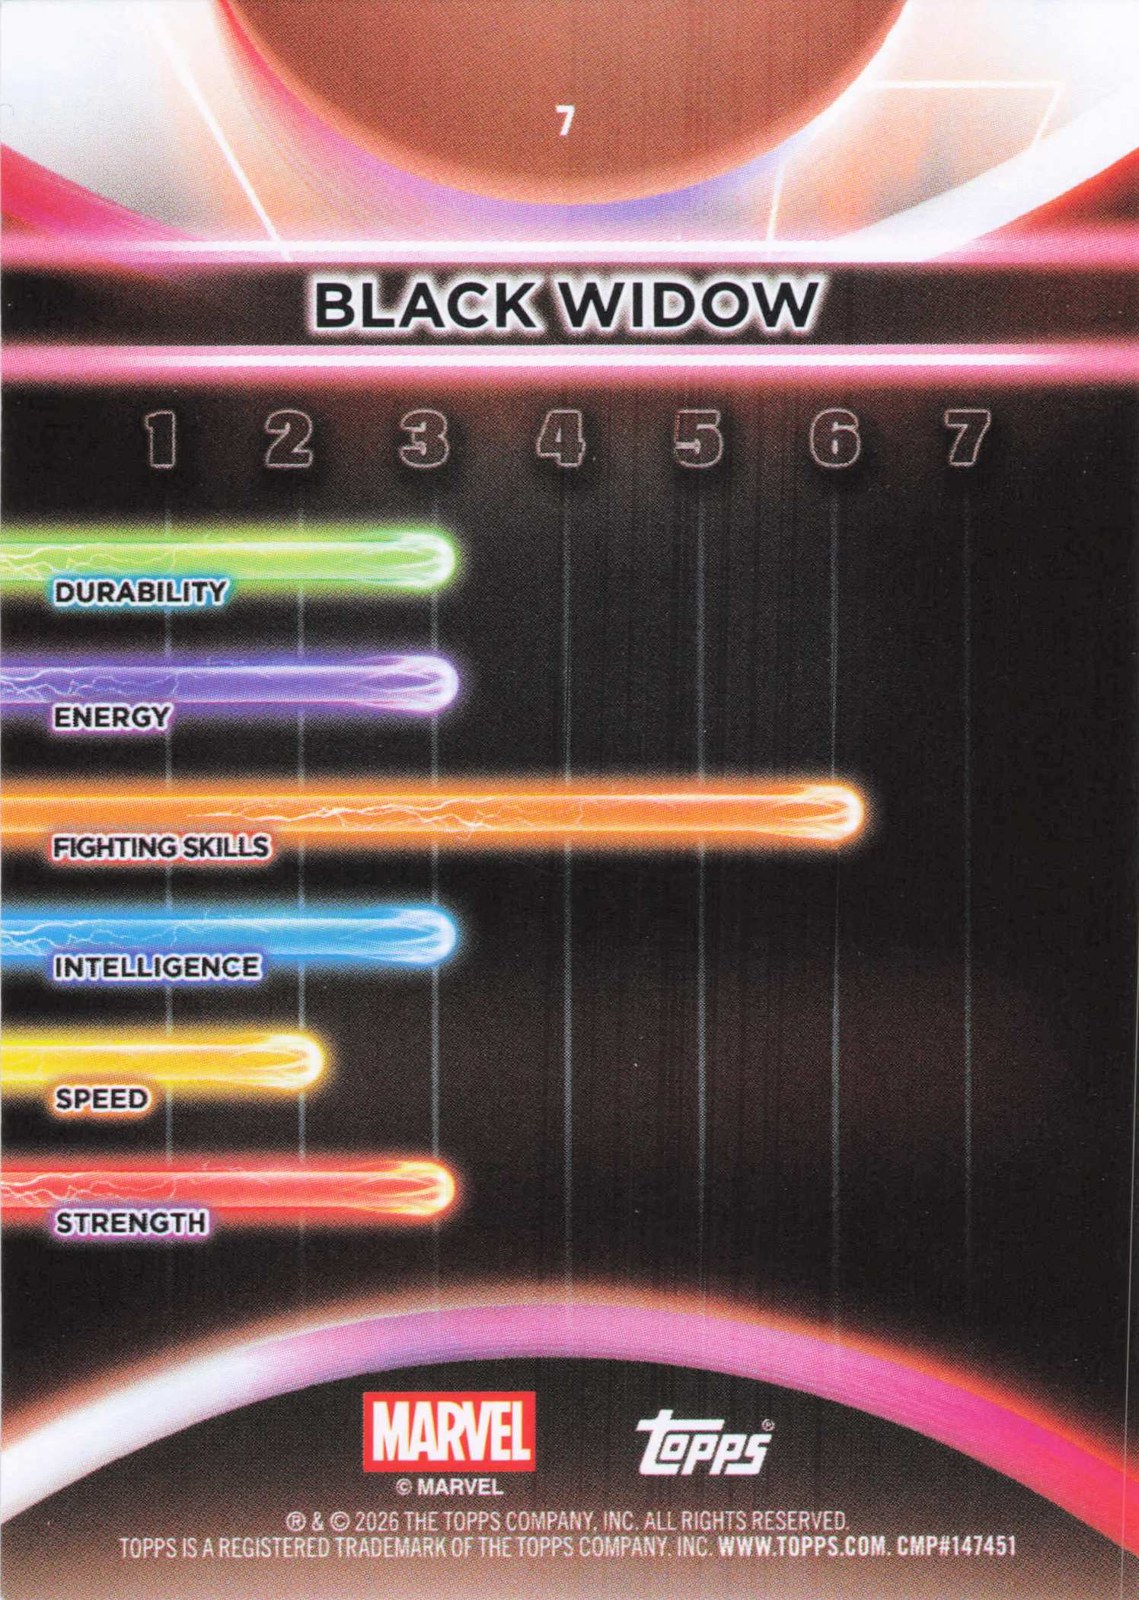 7
BLACK WIDOW
1 2 3 4 5 6 7
DURABILITY
ENERGY
FIGHTING SKILLS
INTELLIGENCE
SPEED
STRENGTH
MARVEL
© MARVEL
Topps®
® & © 2026 THE TOPPS COMPANY, INC. ALL RIGHTS RESERVED.
TOPPS IS A REGISTERED TRADEMARK OF THE TOPPS COMPANY. INC. WWW.TOPPS.COM. CMP#147451